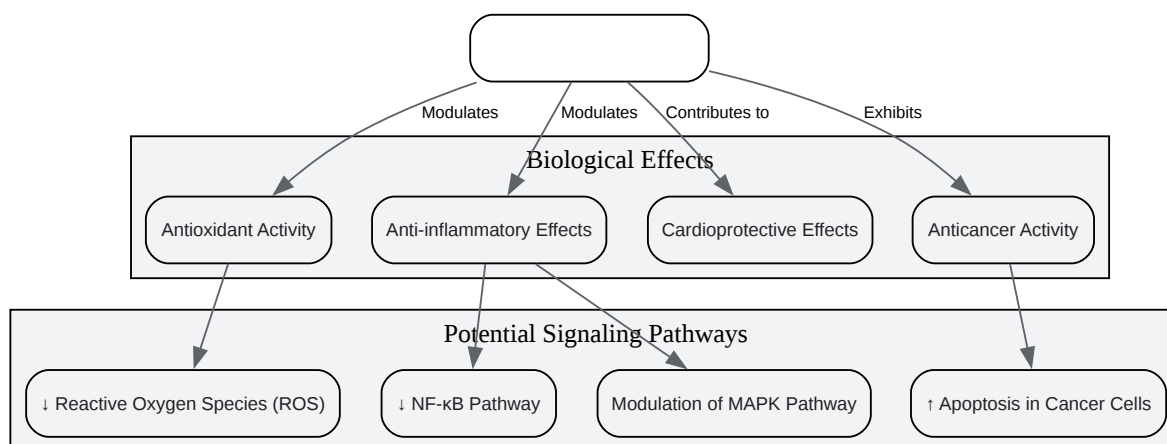 Modulates
Modulates
Contributes to
Exhibits
Biological Effects
Antioxidant Activity
Anti-inflammatory Effects
Cardioprotective Effects
Anticancer Activity
Potential Signaling Pathways
↓ Reactive Oxygen Species (ROS)
↓ NF-κB Pathway
Modulation of MAPK Pathway
↑ Apoptosis in Cancer Cells